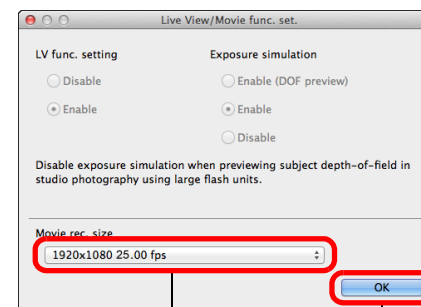 Live View/Movie func. set.
LV func. setting
Exposure simulation
Disable
Enable (DOF preview)
Enable
Enable
Disable
Disable exposure simulation when previewing subject depth-of-field in
studio photography using large flash units.
Movie rec. size
1920x1080 25.00 fps
OK